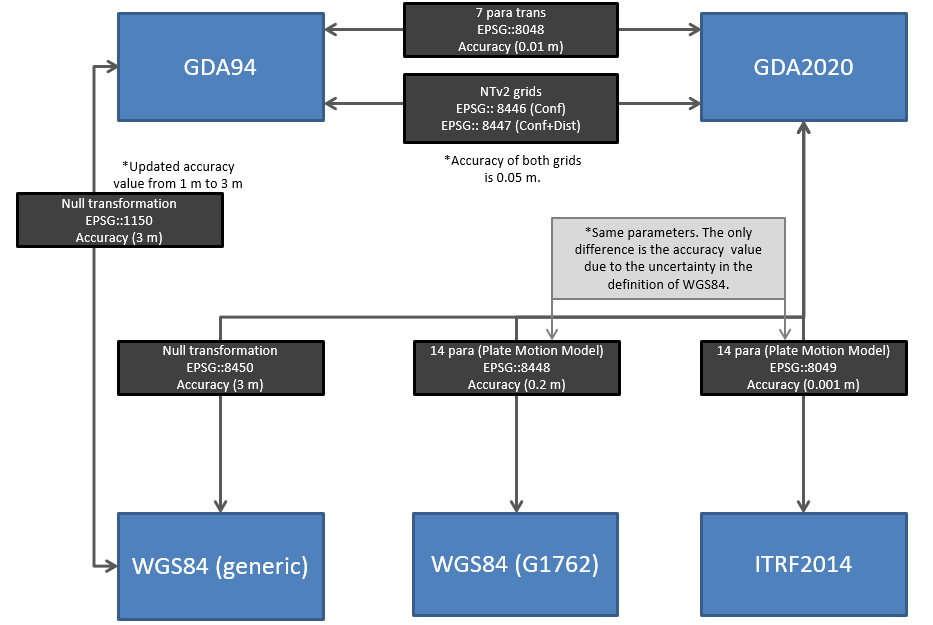 7 para trans
EPSG::8048
Accuracy (0.01 m)
GDA94
GDA2020
NTv2 grids
EPSG:: 8446 (Conf)
EPSG:: 8447 (Conf+Dist)
*Accuracy of both grids
is 0.05 m.
*Updated accuracy
value from 1 m to 3 m
Null transformation
EPSG::1150
Accuracy (3 m)
*Same parameters. The only
difference is the accuracy value
due to the uncertainty in the
definition of WGS84.
Null transformation
EPSG::8450
Accuracy (3 m)
14 para (Plate Motion Model)
EPSG::8448
Accuracy (0.2 m)
14 para (Plate Motion Model)
EPSG::8049
Accuracy (0.001 m)
WGS84 (generic)
WGS84 (G1762)
ITRF2014